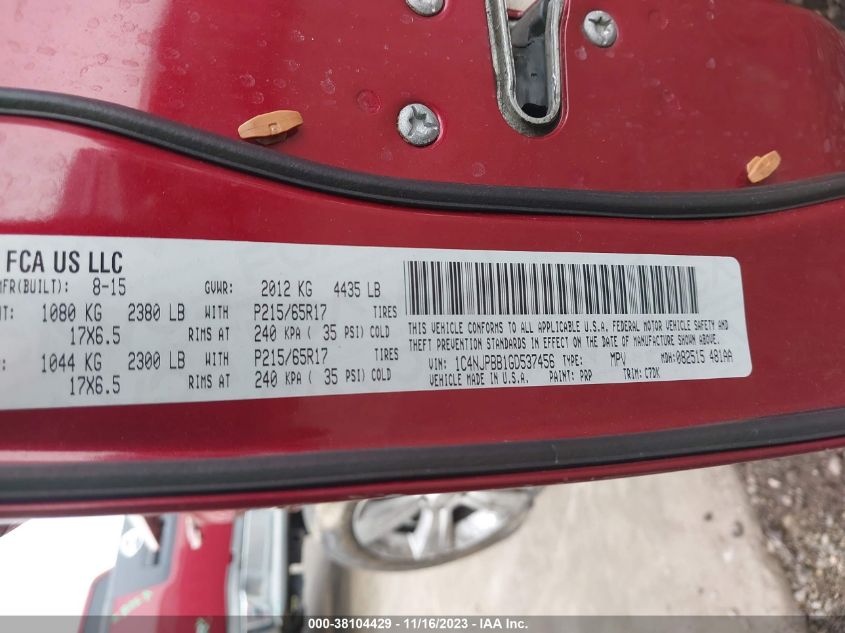 FCA US LLC
MFR(BUILT): 8-15 GVWR: 2012 KG 4435 LB
1080 KG 2380 LB WITH P215/65R17 TIRES
17X6.5 RIMS AT 240 KPA ( 35 PSI) COLD
1044 KG 2300 LB WITH P215/65R17 TIRES
17X6.5 RIMS AT 240 KPA ( 35 PSI) COLD
THIS VEHICLE CONFORMS TO ALL APPLICABLE U.S.A. FEDERAL MOTOR VEHICLE SAFETY AND
THEFT PREVENTION STANDARDS IN EFFECT ON THE DATE OF MANUFACTURE SHOWN ABOVE.
VIN: 1C4NJPBB1GD537456 TYPE: MPV MDH:082515 481AA
VEHICLE MADE IN U.S.A. PAINT: PRP TRIM: C7DK
000-38104429 - 11/16/2023 - IAA Inc.